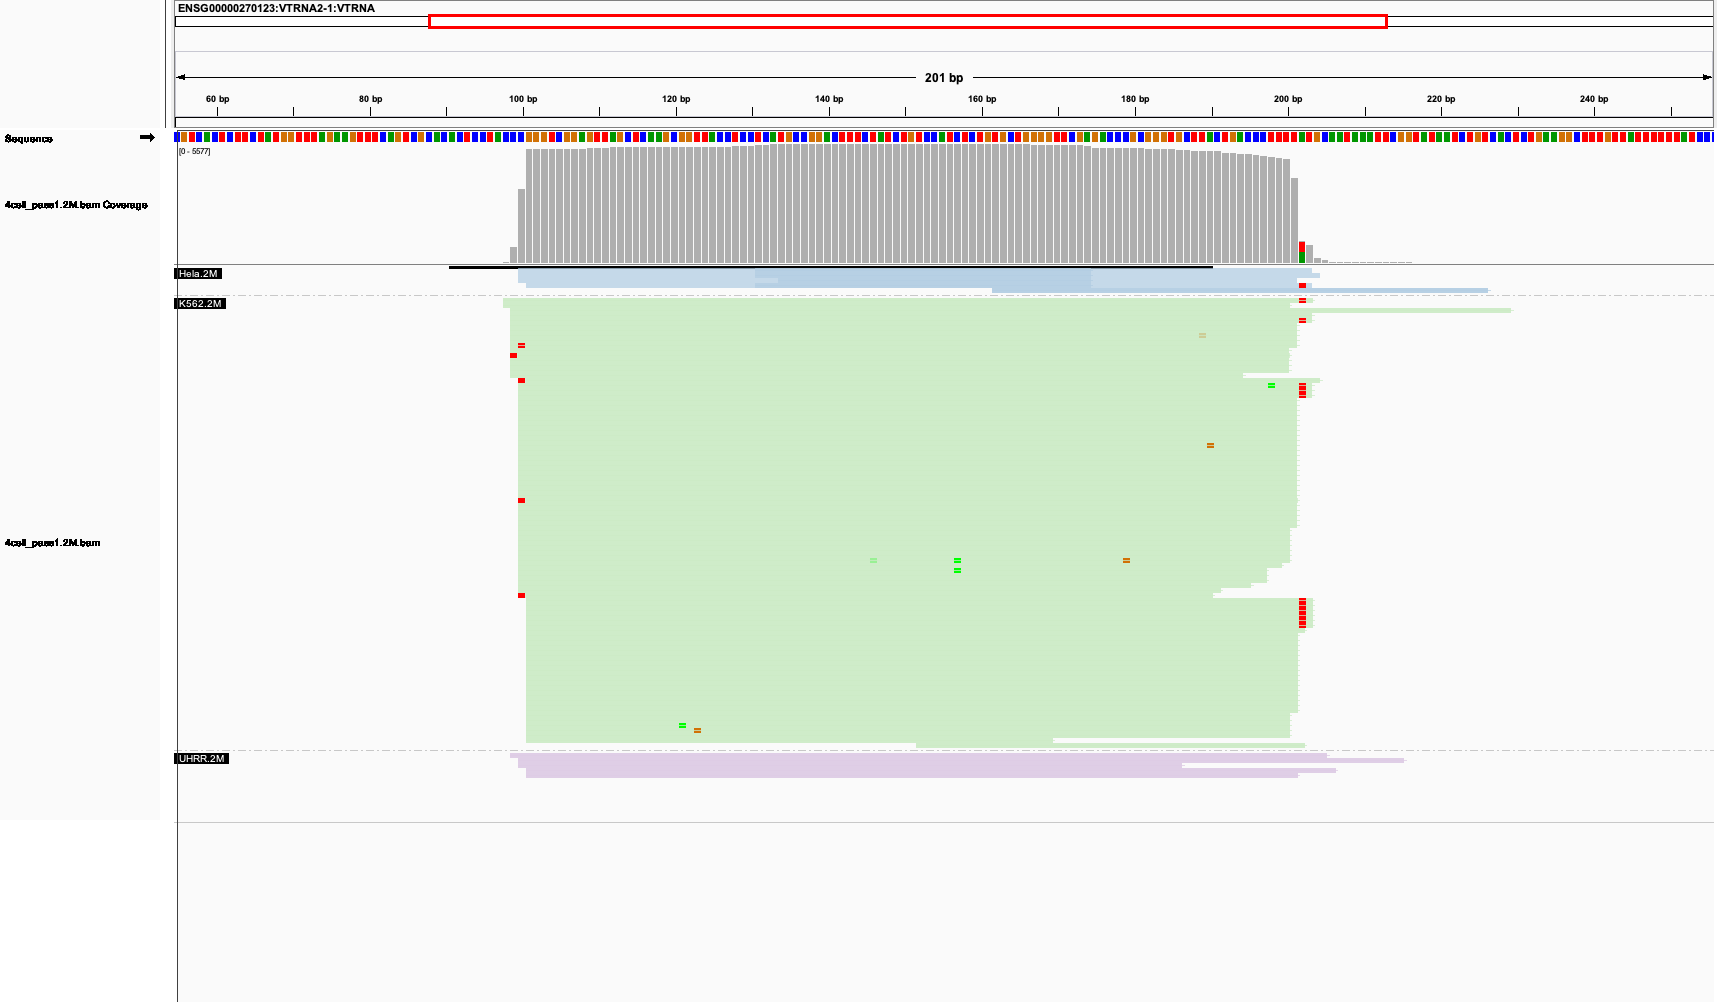 ENSG00000270123:VTRNA2-1:VTRNA
201 bp
60 bp 80 bp 100 bp 120 bp 140 bp 160 bp 180 bp 200 bp 220 bp 240 bp
Sequence
[0 - 5577]
4cell_pass1.2M.bam Coverage
Hela.2M
K562.2M
4cell_pass1.2M.bam
UHRR.2M